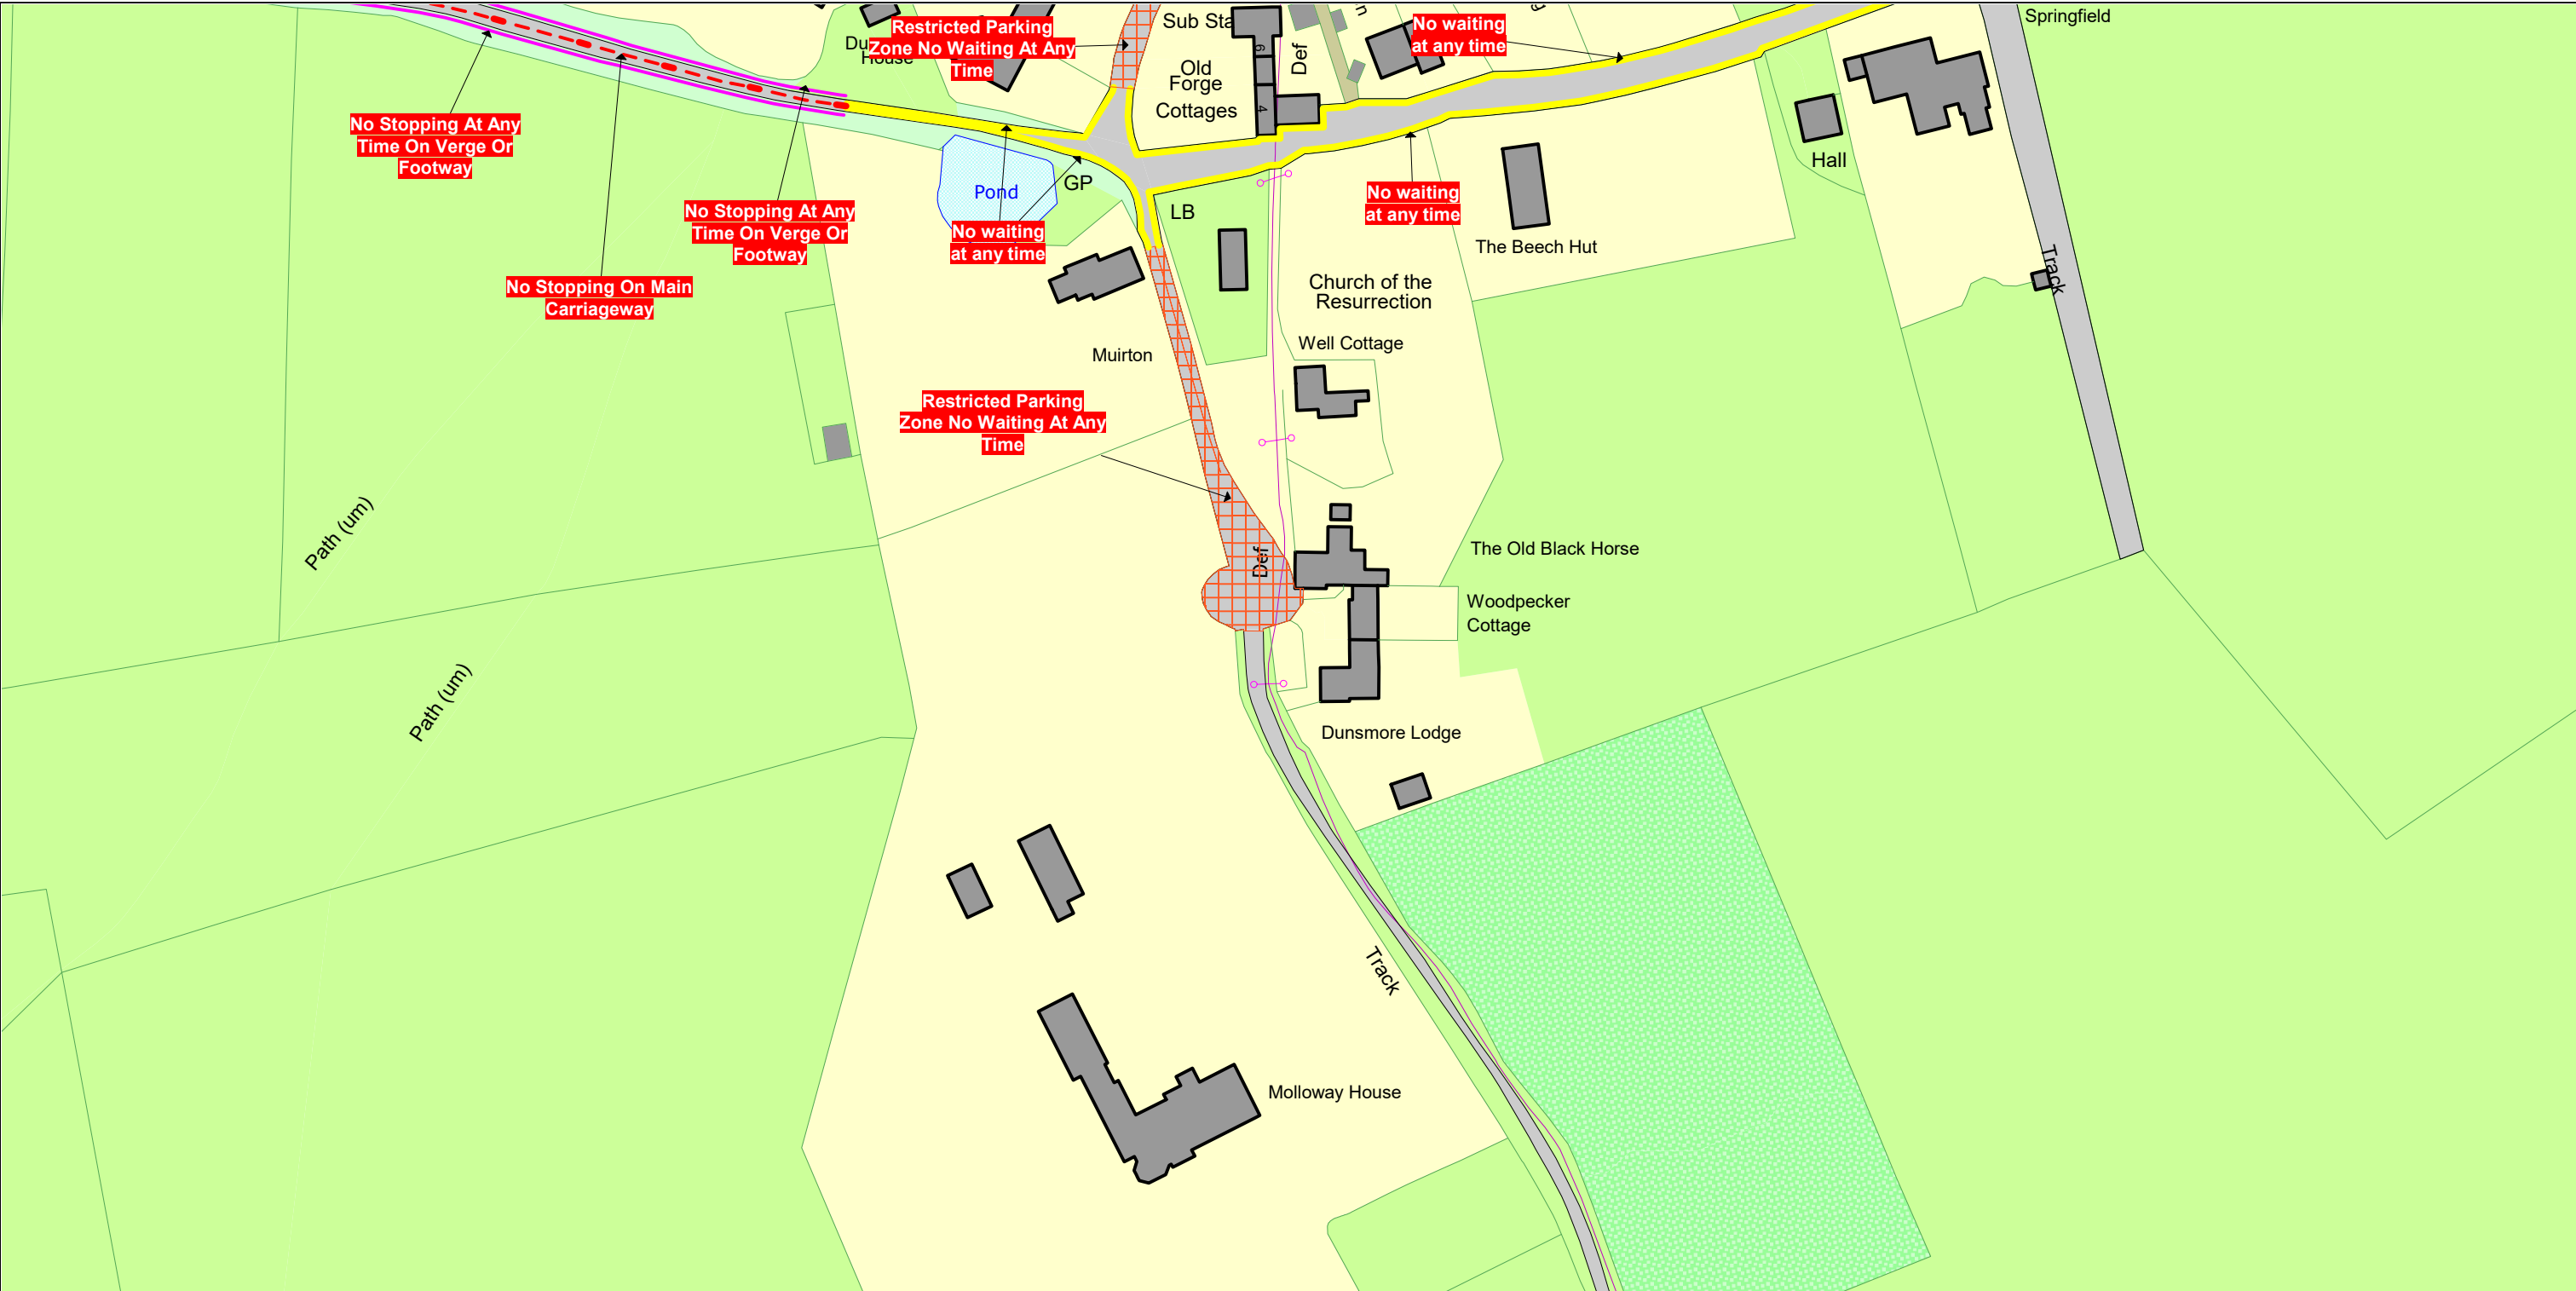 Springfield
Sub Sta
Restricted Parking
Zone No Waiting At Any
Time
No waiting
at any time
House
6
Def
Old
Forge
Cottages
4
No Stopping At Any
Time On Verge Or
Footway
Hall
GP
Pond
LB
No waiting
at any time
No Stopping At Any
Time On Verge Or
Footway
No waiting
at any time
The Beech Hut
Track
No Stopping On Main
Carriageway
Church of the
Resurrection
Well Cottage
Muirton
Restricted Parking
Zone No Waiting At Any
Time
Path (um)
Def
The Old Black Horse
Woodpecker
Cottage
Path (um)
Dunsmore Lodge
Track
Molloway House